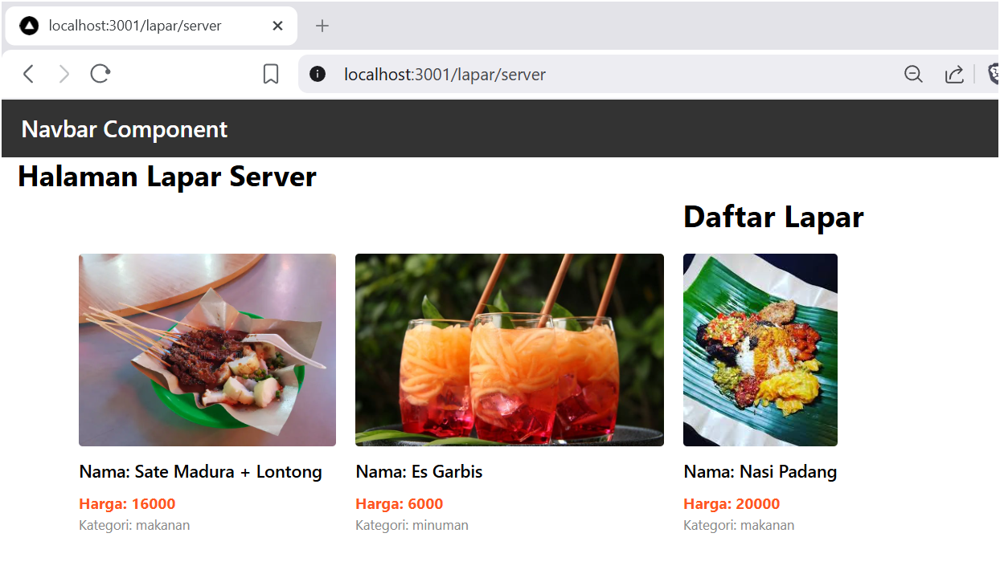 localhost:3001/lapar/server
localhost:3001/lapar/server
Navbar Component
Halaman Lapar Server
Daftar Lapar
Nama: Sate Madura + Lontong
Harga: 16000
Kategori: makanan
Nama: Es Garbis
Harga: 6000
Kategori: minuman
Nama: Nasi Padang
Harga: 20000
Kategori: makanan